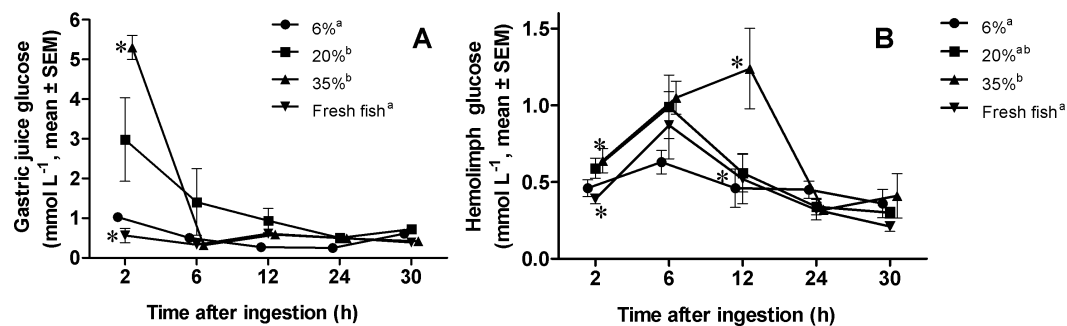 A
Gastric juice glucose
(mmol L⁻¹, mean ± SEM)
6
5
4
3
2
1
0
6%ᵃ
20%ᵇ
35%ᵇ
Fresh fishᵃ
*
*
2 6 12 24 30
Time after ingestion (h)
B
Hemolimph glucose
(mmol L⁻¹, mean ± SEM)
1.5
1.0
0.5
0.0
6%ᵃ
20%ᵃᵇ
35%ᵇ
Fresh fishᵃ
*
*
*
*
2 6 12 24 30
Time after ingestion (h)